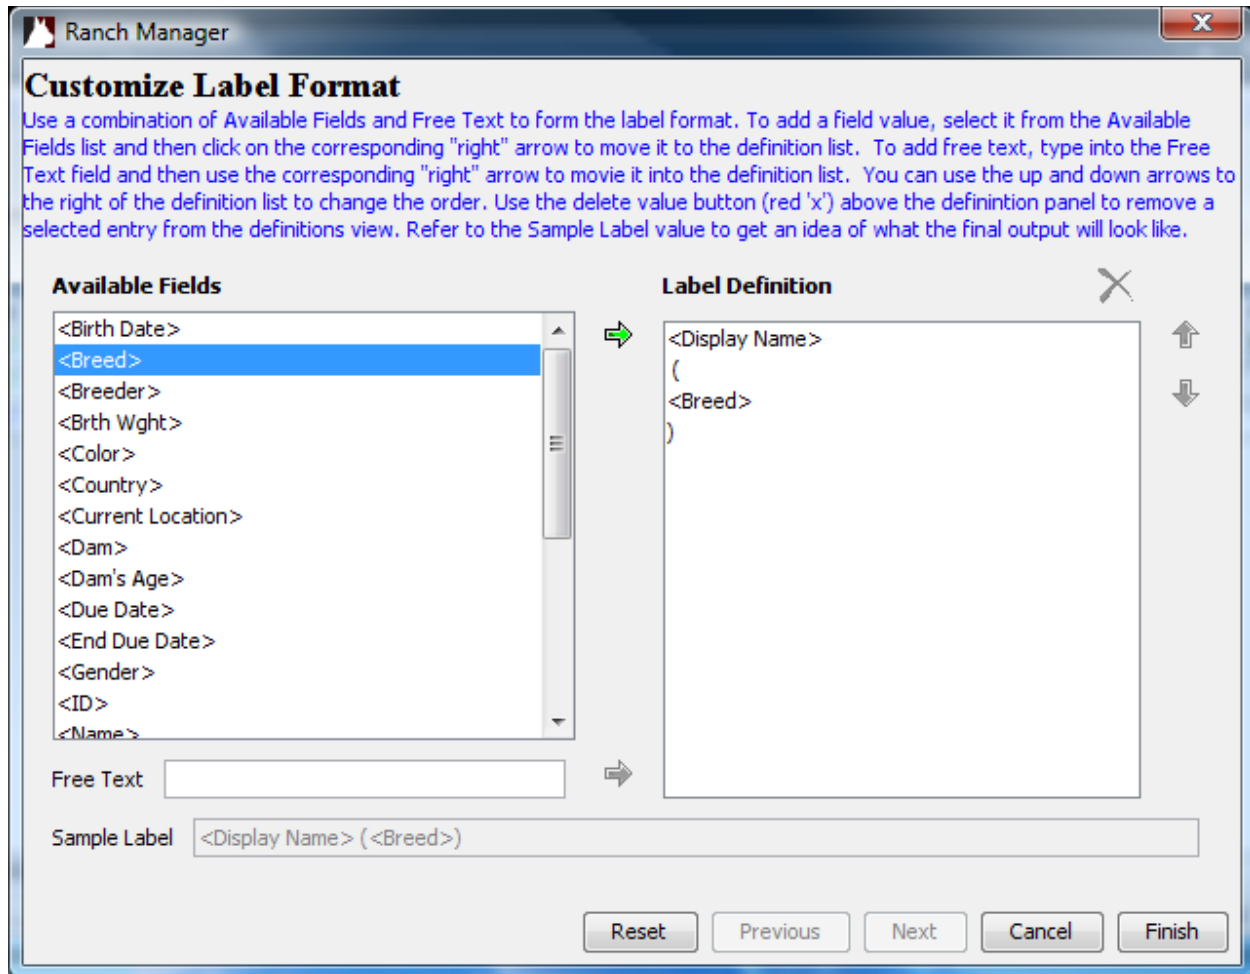 Ranch Manager
Customize Label Format
Use a combination of Available Fields and Free Text to form the label format. To add a field value, select it from the Available
Fields list and then click on the corresponding "right" arrow to move it to the definition list.  To add free text, type into the Free
Text field and then use the corresponding "right" arrow to movie it into the definition list.  You can use the up and down arrows to
the right of the definition list to change the order. Use the delete value button (red 'x') above the definintion panel to remove a
selected entry from the definitions view. Refer to the Sample Label value to get an idea of what the final output will look like.
Available Fields
<Birth Date>
<Breed>
<Breeder>
<Brth Wght>
<Color>
<Country>
<Current Location>
<Dam>
<Dam's Age>
<Due Date>
<End Due Date>
<Gender>
<ID>
<Name>
Label Definition
<Display Name>
(
<Breed>
)
Free Text
Sample Label <Display Name> (<Breed>)
Reset Previous Next Cancel Finish